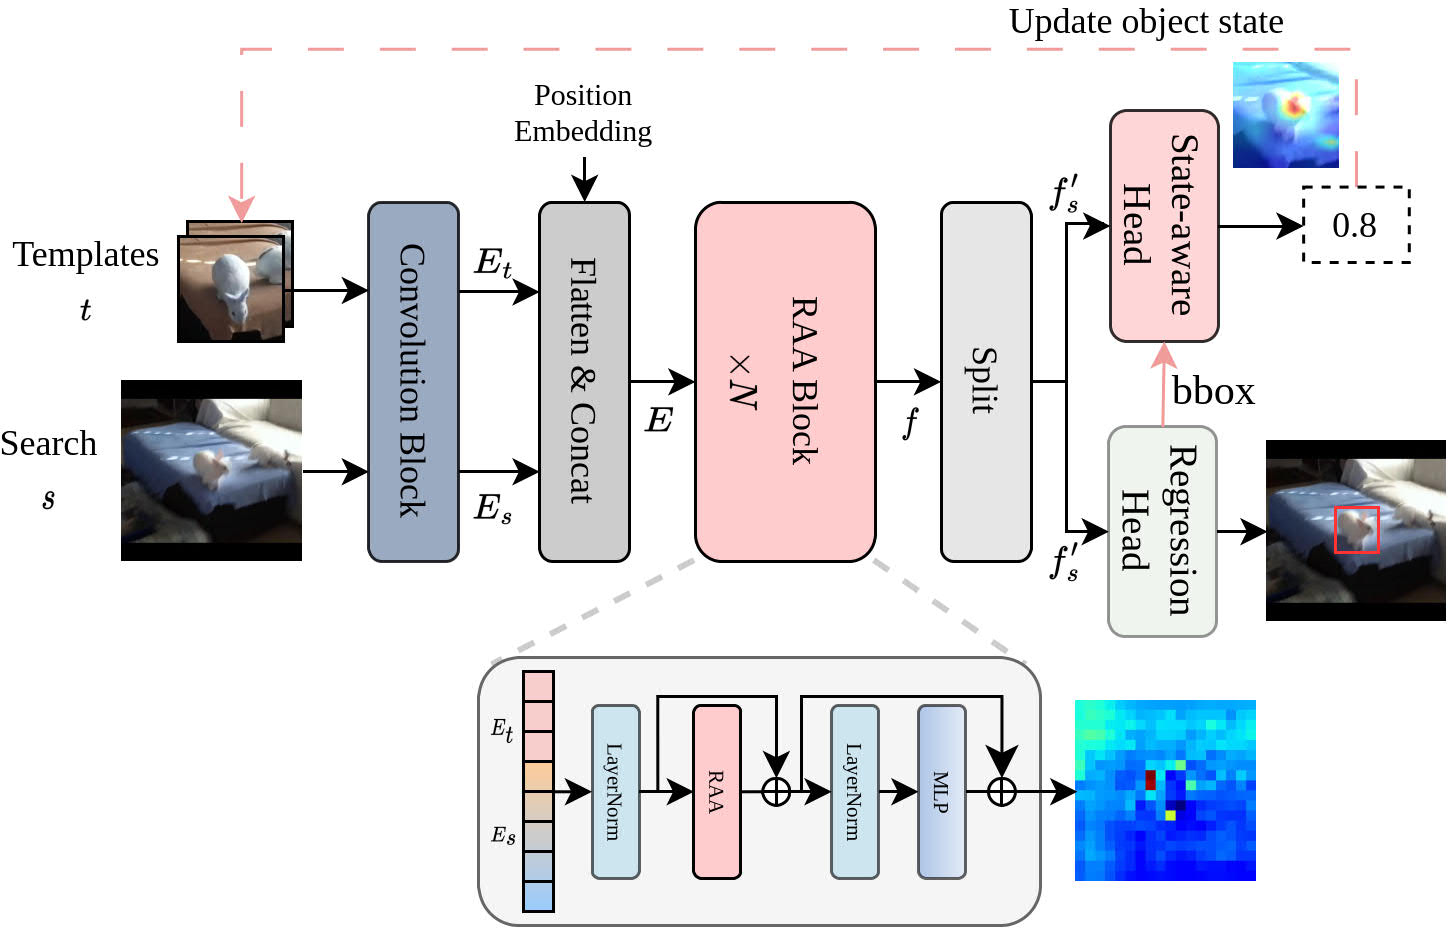 Update object state
Position
Embedding
Templates
t
Search
s
Convolution Block
E_t
E_s
Flatten & Concat
E
RAA Block
×N
f
Split
f′_s
f′_s
State-aware
Head
0.8
bbox
Regression
Head
E_t
E_s
LayerNorm
RAA
LayerNorm
MLP